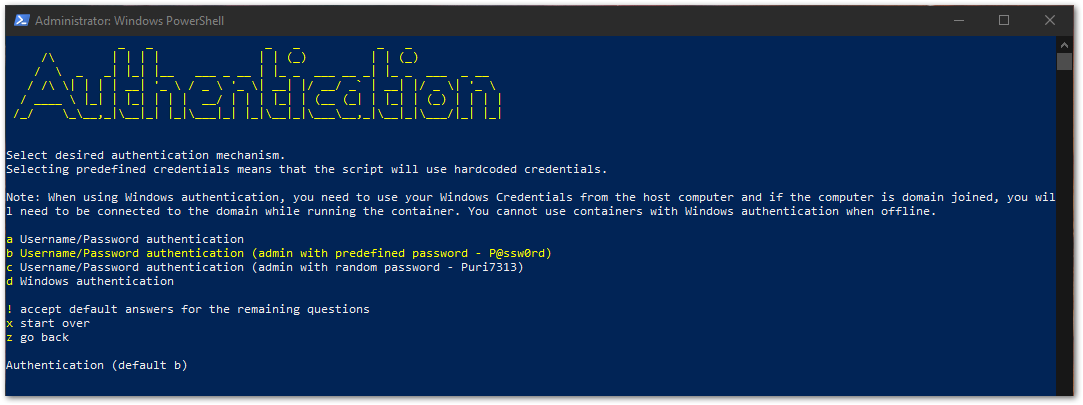 Administrator: Windows PowerShell
Authentication
Select desired authentication mechanism.
Selecting predefined credentials means that the script will use hardcoded credentials.
Note: When using Windows authentication, you need to use your Windows Credentials from the host computer and if the computer is domain joined, you wil
l need to be connected to the domain while running the container. You cannot use containers with Windows authentication when offline.
a Username/Password authentication
b Username/Password authentication (admin with predefined password - P@ssw0rd)
c Username/Password authentication (admin with random password - Puri7313)
d Windows authentication
! accept default answers for the remaining questions
x start over
z go back
Authentication (default b)